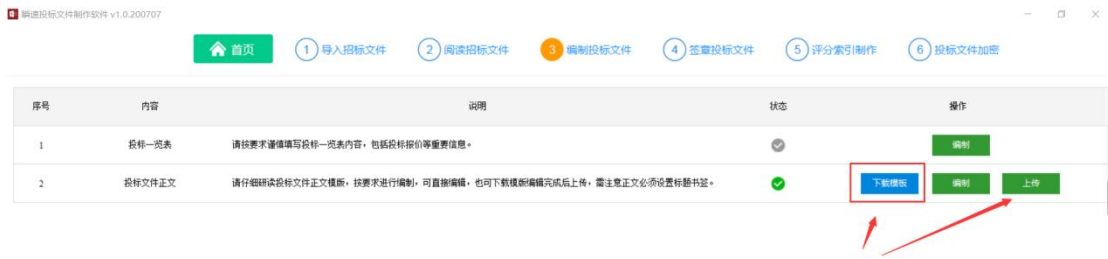 瞬速投标文件制作软件 v1.0.200707
首页 1 导入招标文件 2 阅读招标文件 3 编制投标文件 4 签章投标文件 5 评分索引制作 6 投标文件加密
序号 内容 说明 状态 操作
1 投标一览表 请按要求谨慎填写投标一览表内容，包括投标报价等重要信息。 编制
2 投标文件正文 请仔细研读投标文件正文模版，按要求进行编制，可直接编辑，也可下载模版编辑完成后上传，需注意正文必须设置标题书签。 下载模板 编制 上传